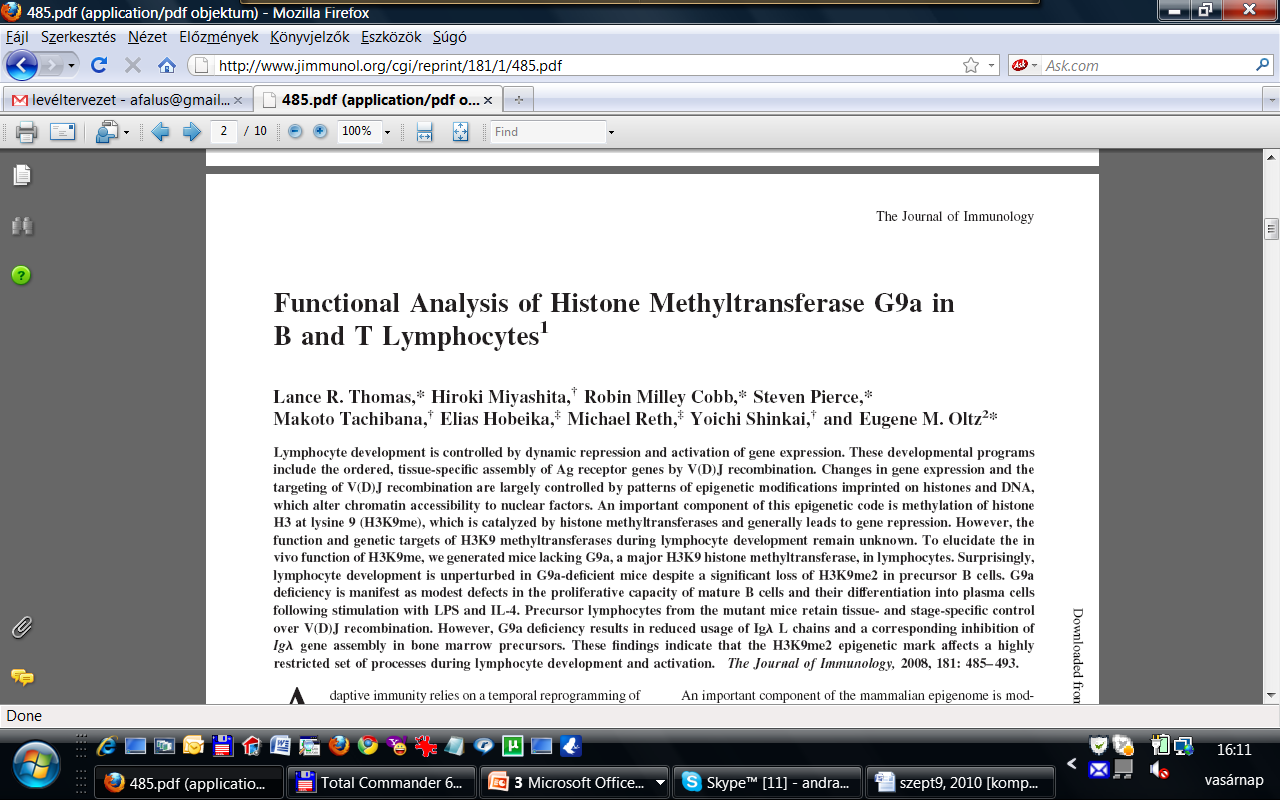 485.pdf (application/pdf objektum) - Mozilla Firefox
Fájl Szerkesztés Nézet Előzmények Könyvjelzők Eszközök Súgó
http://www.jimmunol.org/cgi/reprint/181/1/485.pdf
Ask Ask.com
levéltervezet - afalus@gmail... 485.pdf (application/pdf o...
2 / 10 100% Find
The Journal of Immunology
Functional Analysis of Histone Methyltransferase G9a in
B and T Lymphocytes1
Lance R. Thomas,* Hiroki Miyashita,† Robin Milley Cobb,* Steven Pierce,*
Makoto Tachibana,† Elias Hobeika,‡ Michael Reth,‡ Yoichi Shinkai,† and Eugene M. Oltz2*
Lymphocyte development is controlled by dynamic repression and activation of gene expression. These developmental programs
include the ordered, tissue-specific assembly of Ag receptor genes by V(D)J recombination. Changes in gene expression and the
targeting of V(D)J recombination are largely controlled by patterns of epigenetic modifications imprinted on histones and DNA,
which alter chromatin accessibility to nuclear factors. An important component of this epigenetic code is methylation of histone
H3 at lysine 9 (H3K9me), which is catalyzed by histone methyltransferases and generally leads to gene repression. However, the
function and genetic targets of H3K9 methyltransferases during lymphocyte development remain unknown. To elucidate the in
vivo function of H3K9me, we generated mice lacking G9a, a major H3K9 histone methyltransferase, in lymphocytes. Surprisingly,
lymphocyte development is unperturbed in G9a-deficient mice despite a significant loss of H3K9me2 in precursor B cells. G9a
deficiency is manifest as modest defects in the proliferative capacity of mature B cells and their differentiation into plasma cells
following stimulation with LPS and IL-4. Precursor lymphocytes from the mutant mice retain tissue- and stage-specific control
over V(D)J recombination. However, G9a deficiency results in reduced usage of Igλ L chains and a corresponding inhibition of
Igλ gene assembly in bone marrow precursors. These findings indicate that the H3K9me2 epigenetic mark affects a highly
restricted set of processes during lymphocyte development and activation. The Journal of Immunology, 2008, 181: 485–493.
Adaptive immunity relies on a temporal reprogramming of
An important component of the mammalian epigenome is mod-
Downloaded from
Done
16:11
485.pdf (applicatio... Total Commander 6... 3 Microsoft Office... Skype™ [11] - andra... szept9, 2010 [komp...
vasárnap